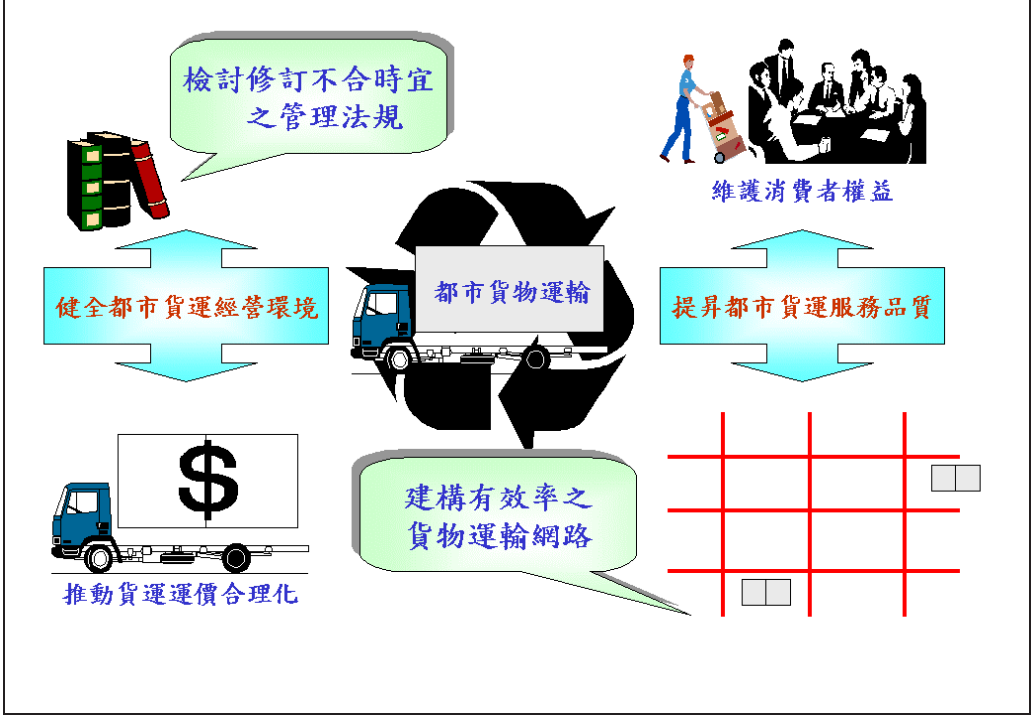 檢討修訂不合時宜
之管理法規
維護消費者權益
健全都市貨運經營環境
都市貨物運輸
提昇都市貨運服務品質
$
建構有效率之
貨物運輸網路
推動貨運運價合理化